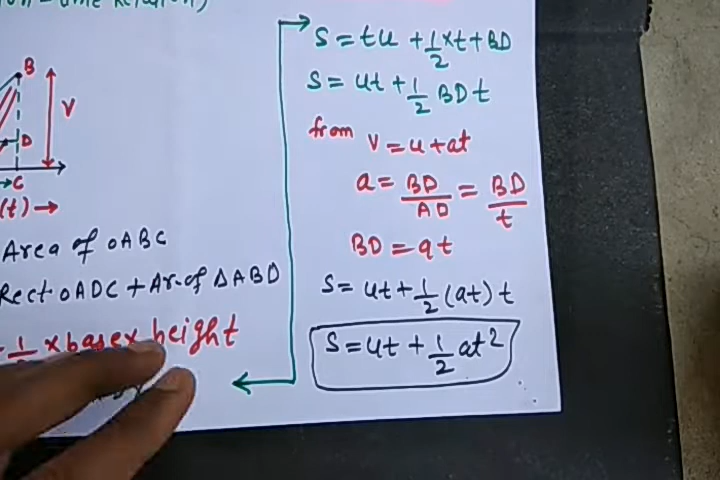 B
V
D
C
(t) →
Area of OABC
Rect OADC + Ar. of ΔABD
1/2 × base × height
S = tu + 1/2 × t + BD
S = ut + 1/2 BD t
from V = u + at
a = BD/AD = BD/t
BD = at
S = ut + 1/2 (at) t
S = ut + 1/2 at²